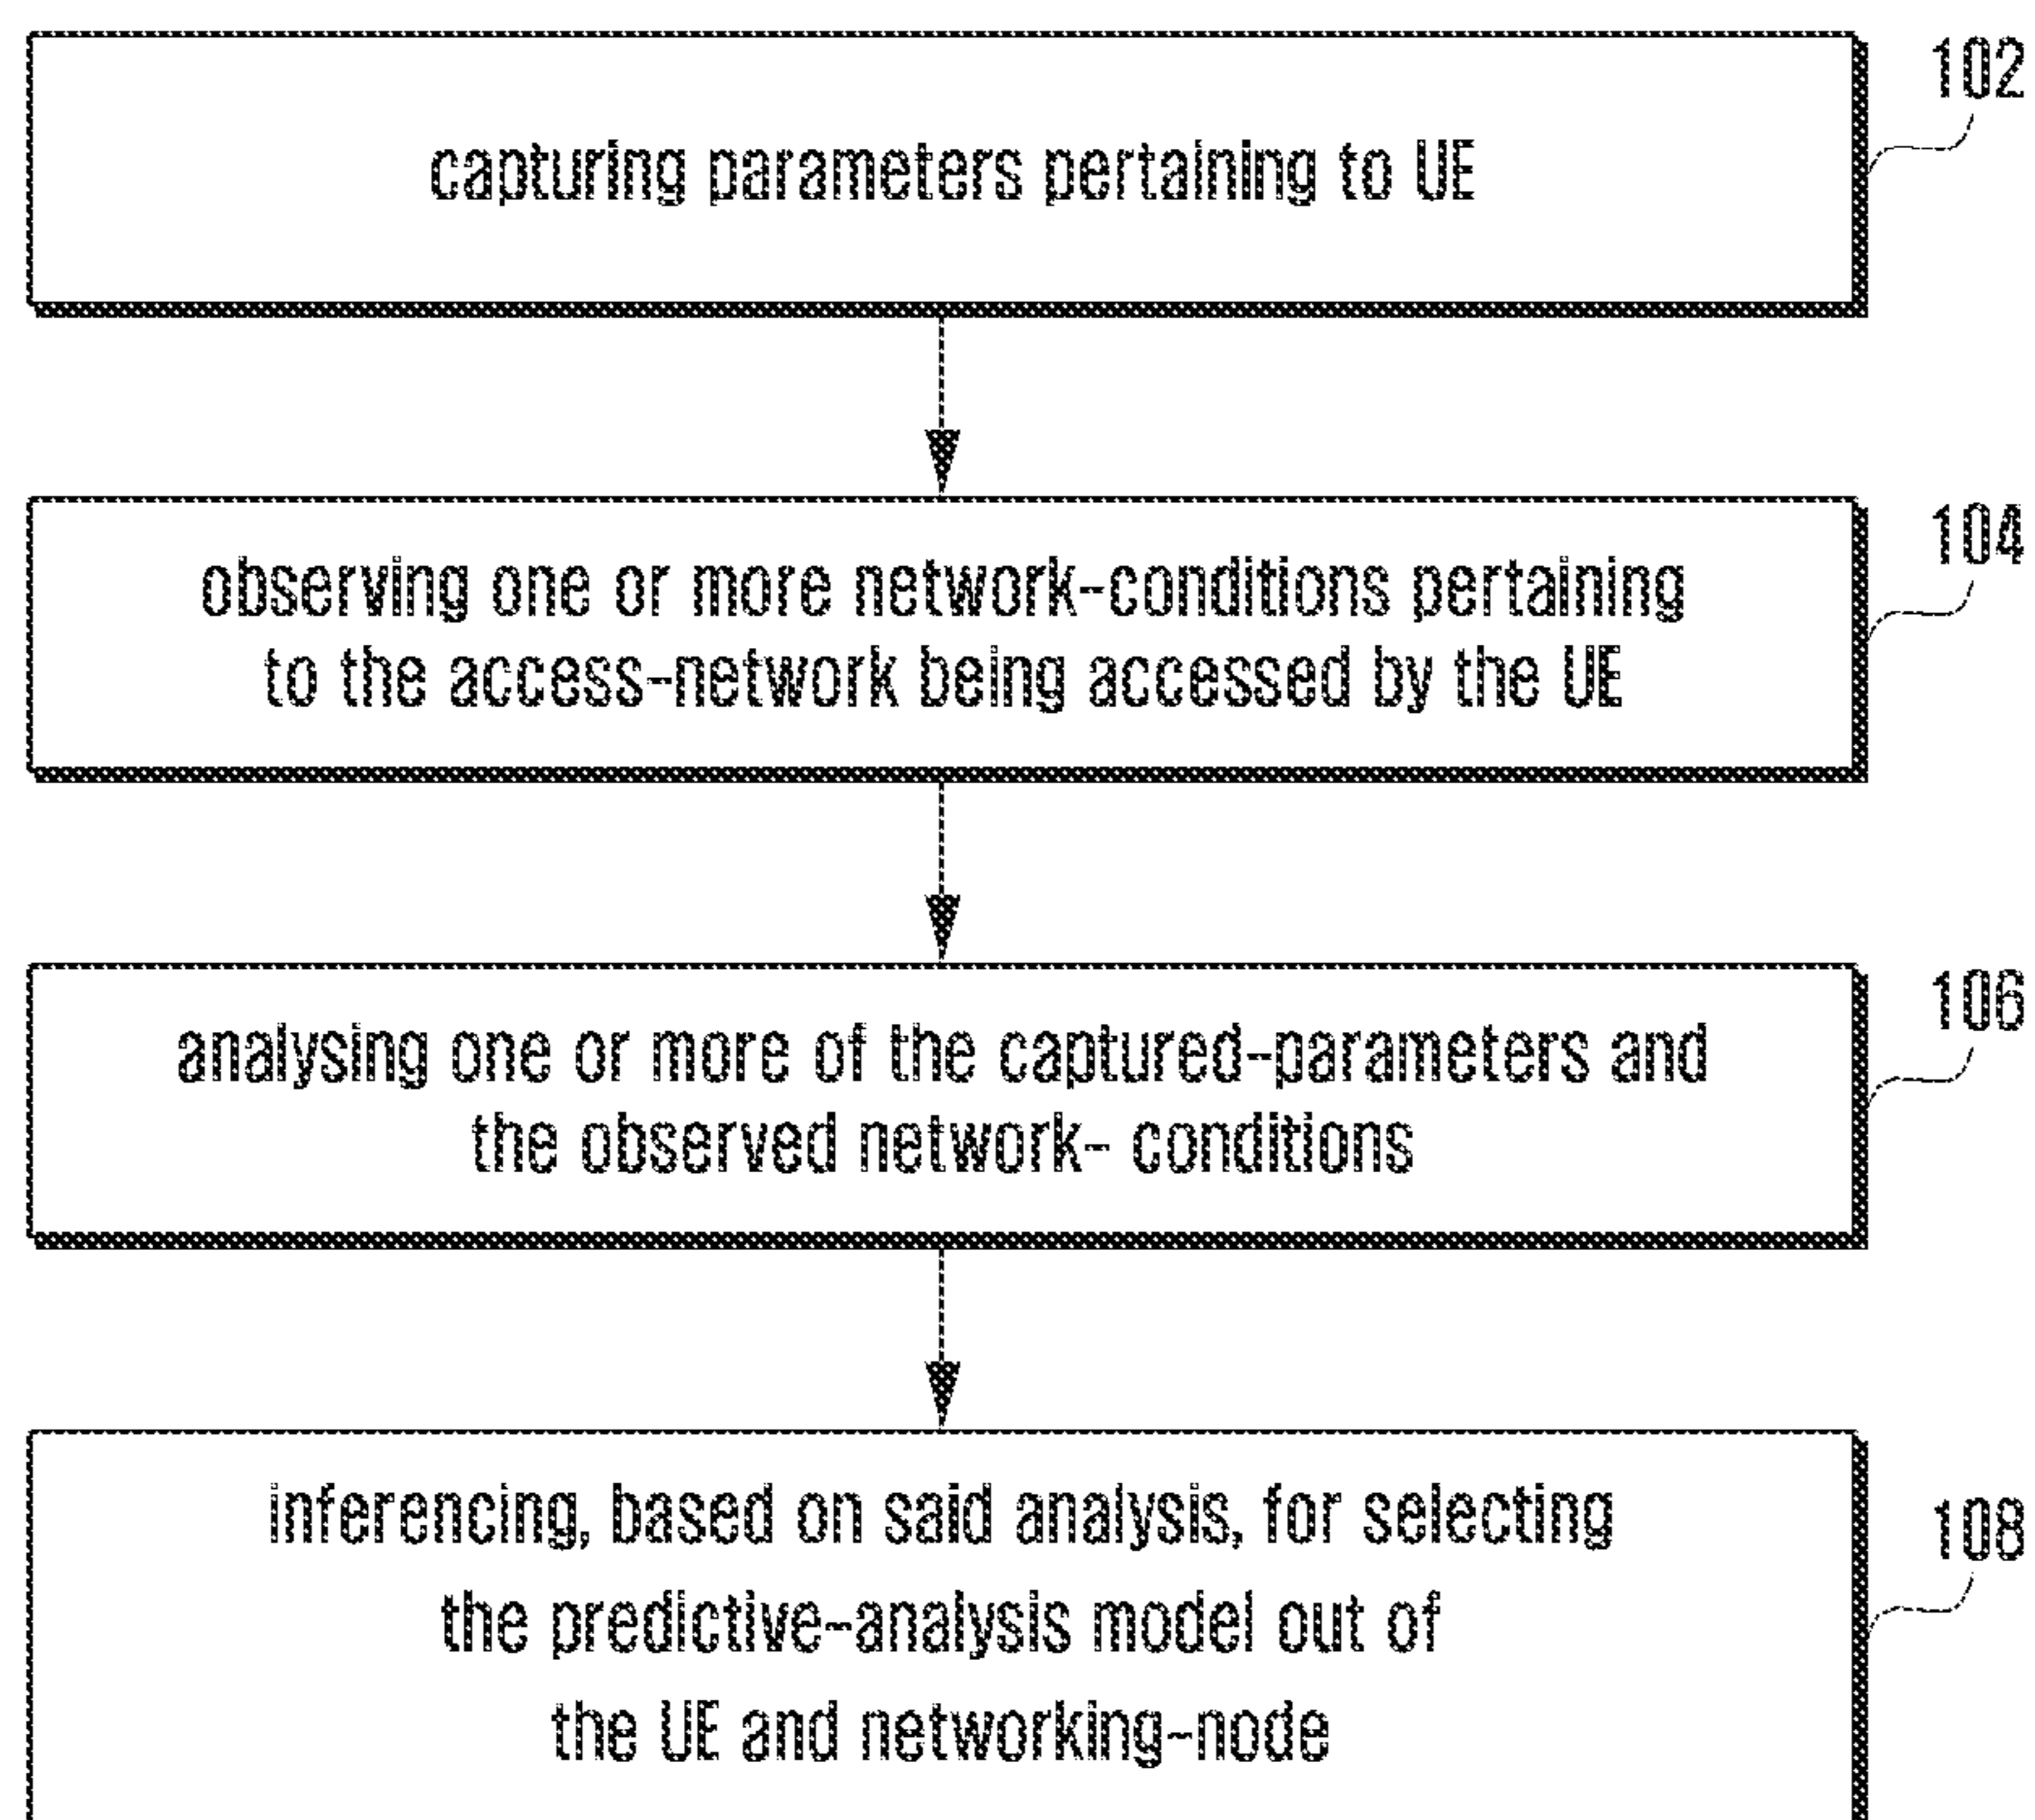 102
capturing parameters pertaining to UE
104
observing one or more network-conditions pertaining
to the access-network being accessed by the UE
106
analysing one or more of the captured-parameters and
the observed network- conditions
inferencing, based on said analysis, for selecting
108
the predictive-analysis model out of
the UE and networking-node